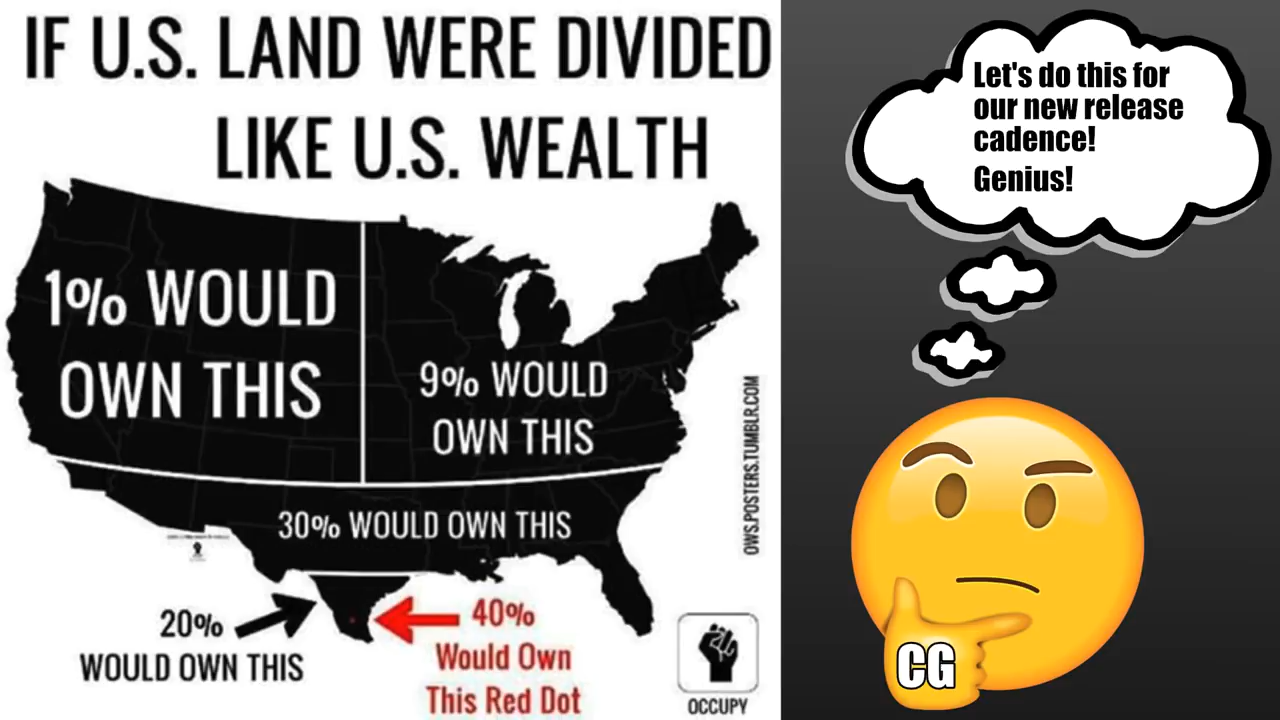 IF U.S. LAND WERE DIVIDED
LIKE U.S. WEALTH
1% WOULD
OWN THIS
9% WOULD
OWN THIS
30% WOULD OWN THIS
20%
WOULD OWN THIS
40%
Would Own
This Red Dot
OWS.POSTERS.TUMBLR.COM
OCCUPY
Let's do this for
our new release
cadence!
Genius!
CG